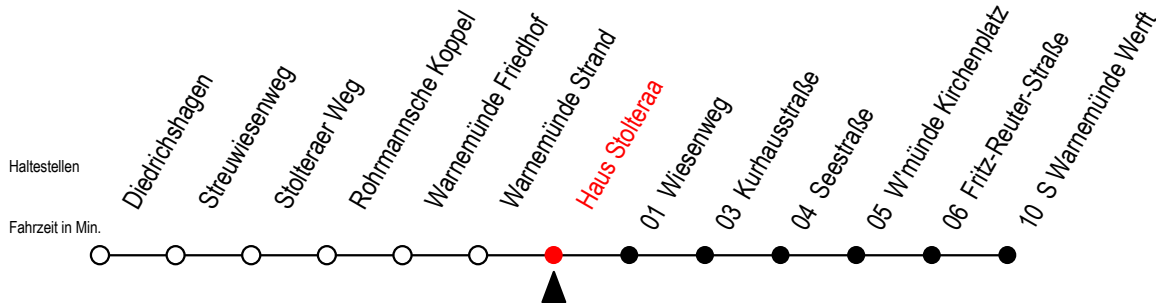 Haltestellen
Fahrzeit in Min.
Diedrichshagen
Streuwiesenweg
Stolteraer Weg
Rohrmannsche Koppel
Warnemünde Friedhof
Warnemünde Strand
Haus Stolteraa
01 Wiesenweg
03 Kurhausstraße
04 Seestraße
05 W'münde Kirchenplatz
06 Fritz-Reuter-Straße
10 S Warnemünde Werft